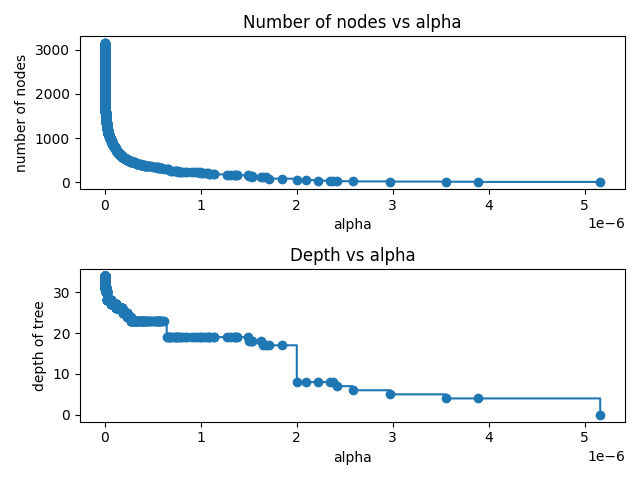 Number of nodes vs alpha
number of nodes
3000
2000
1000
0
0 1 2 3 4 5
1e−6
alpha
Depth vs alpha
depth of tree
30
20
10
0
0 1 2 3 4 5
1e−6
alpha